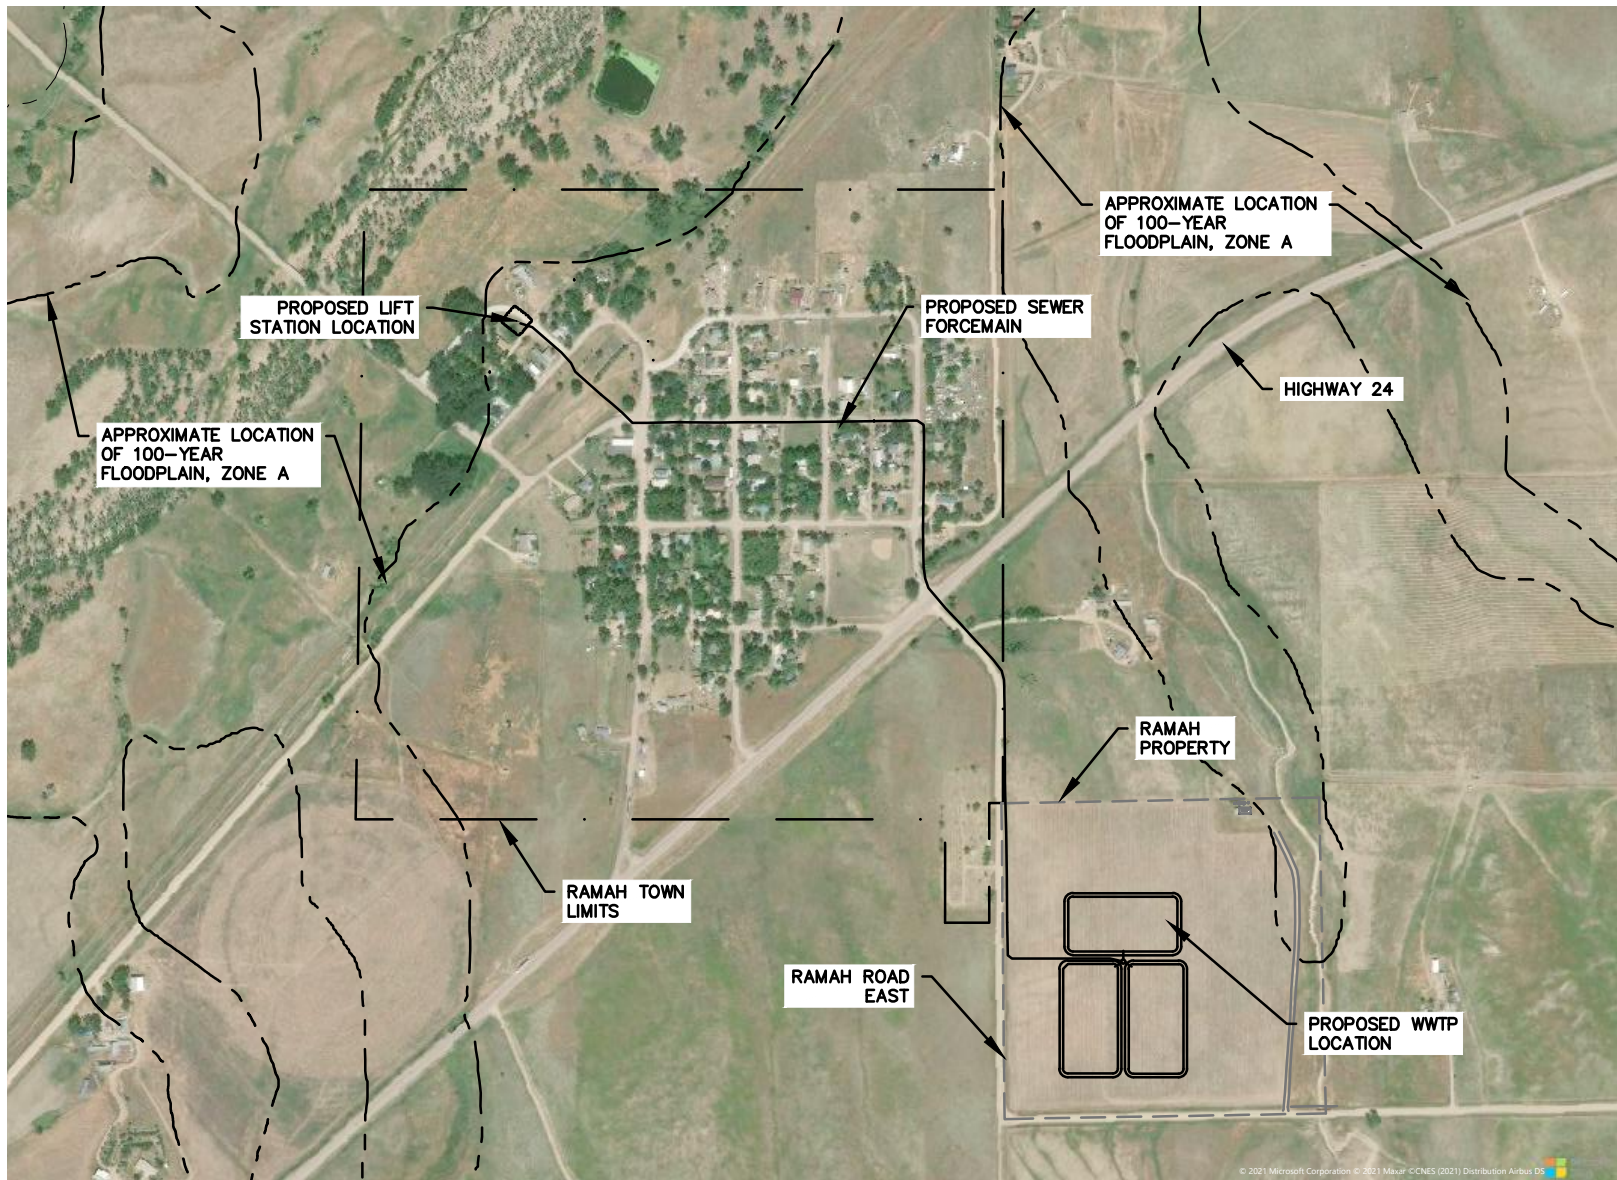 APPROXIMATE LOCATION
OF 100-YEAR
FLOODPLAIN, ZONE A
PROPOSED LIFT
STATION LOCATION
PROPOSED SEWER
FORCEMAIN
HIGHWAY 24
APPROXIMATE LOCATION
OF 100-YEAR
FLOODPLAIN, ZONE A
RAMAH
PROPERTY
RAMAH TOWN
LIMITS
RAMAH ROAD
EAST
PROPOSED WWTP
LOCATION
© 2021 Microsoft Corporation © 2021 Maxar ©CNES (2021) Distribution Airbus DS